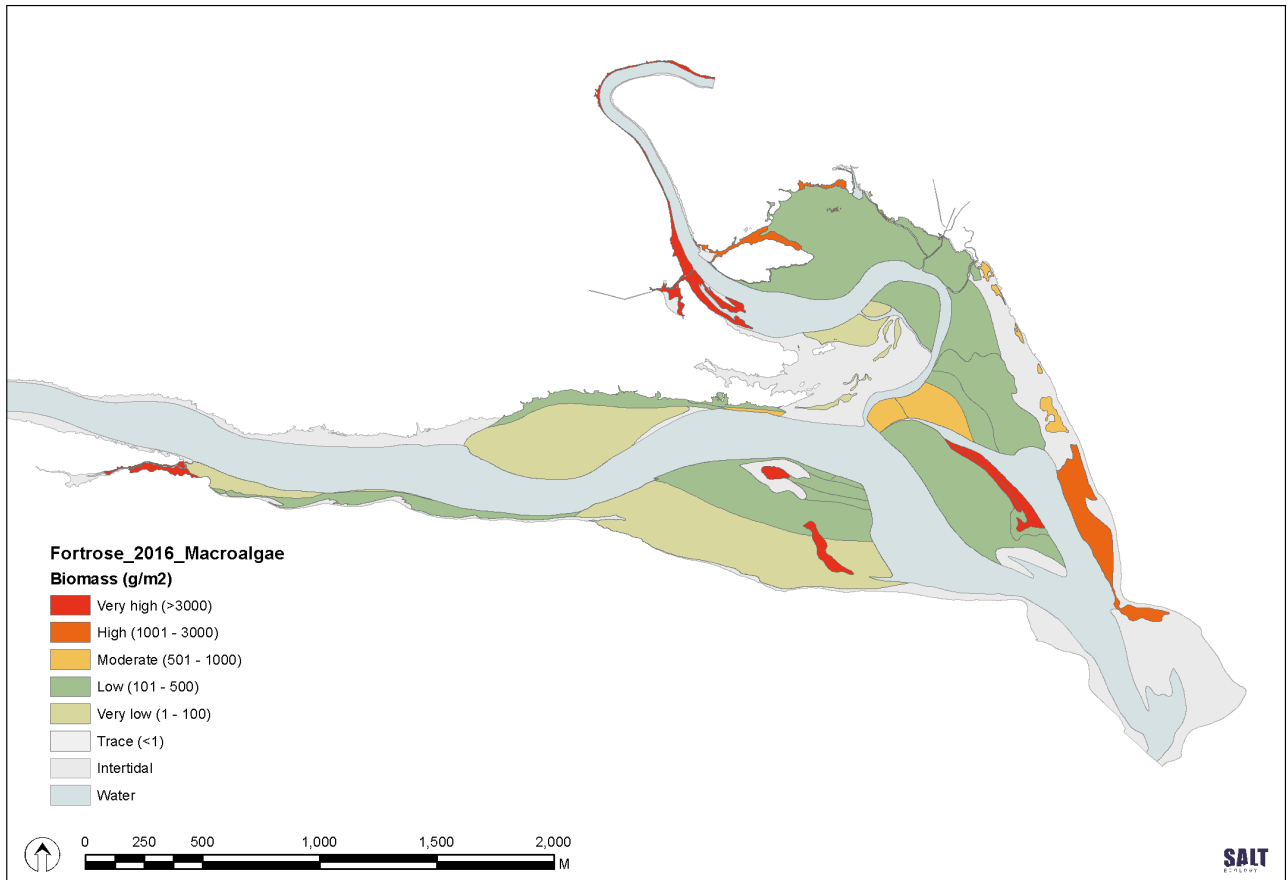 Fortrose_2016_Macroalgae
Biomass (g/m2)
Very high (>3000)
High (1001 - 3000)
Moderate (501 - 1000)
Low (101 - 500)
Very low (1 - 100)
Trace (<1)
Intertidal
Water
0 250 500 1,000 1,500 2,000
M
SALT
ECOLOGY